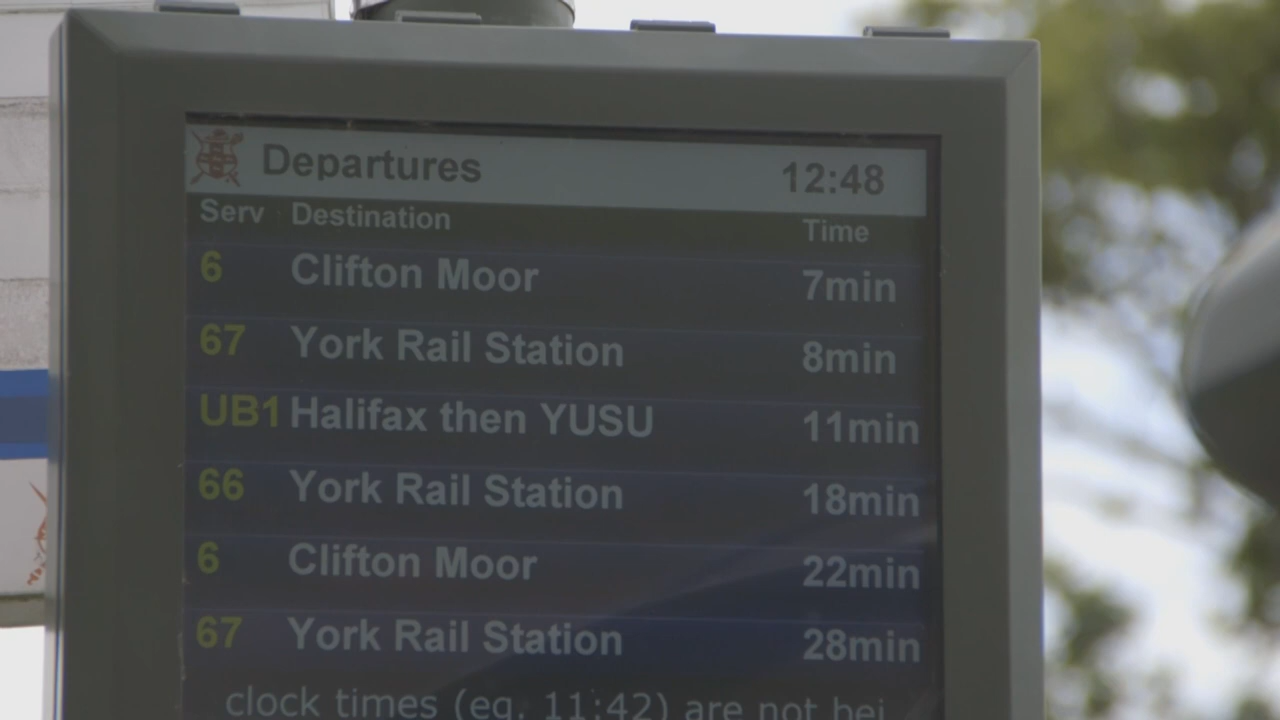 Departures 12:48
Serv Destination Time
6 Clifton Moor 7min
67 York Rail Station 8min
UB1 Halifax then YUSU 11min
66 York Rail Station 18min
6 Clifton Moor 22min
67 York Rail Station 28min
clock times (eg. 11:42) are not bei